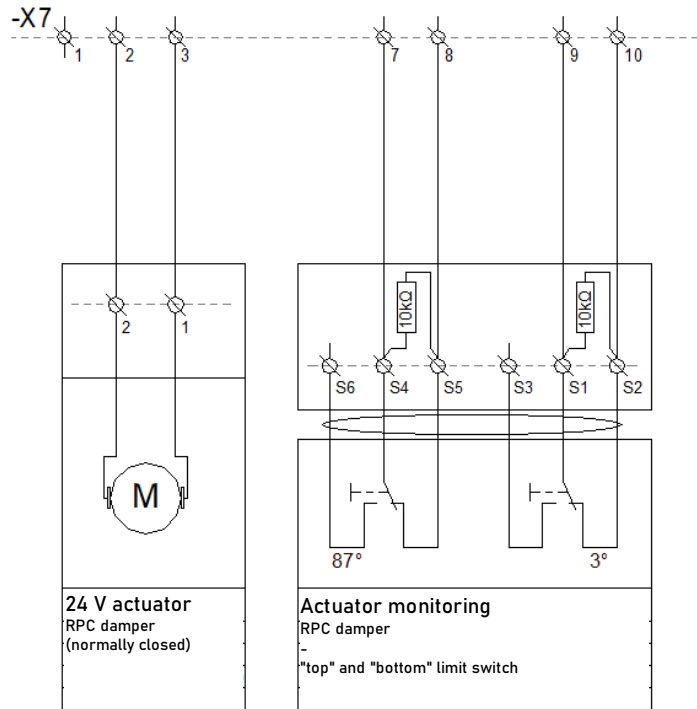 -X7
1 2 3 7 8 9 10
10kΩ 10kΩ
2 1
S6 S4 S5 S3 S1 S2
M
87° 3°
24 V actuator
RPC damper
(normally closed)
Actuator monitoring
RPC damper
-
"top" and "bottom" limit switch